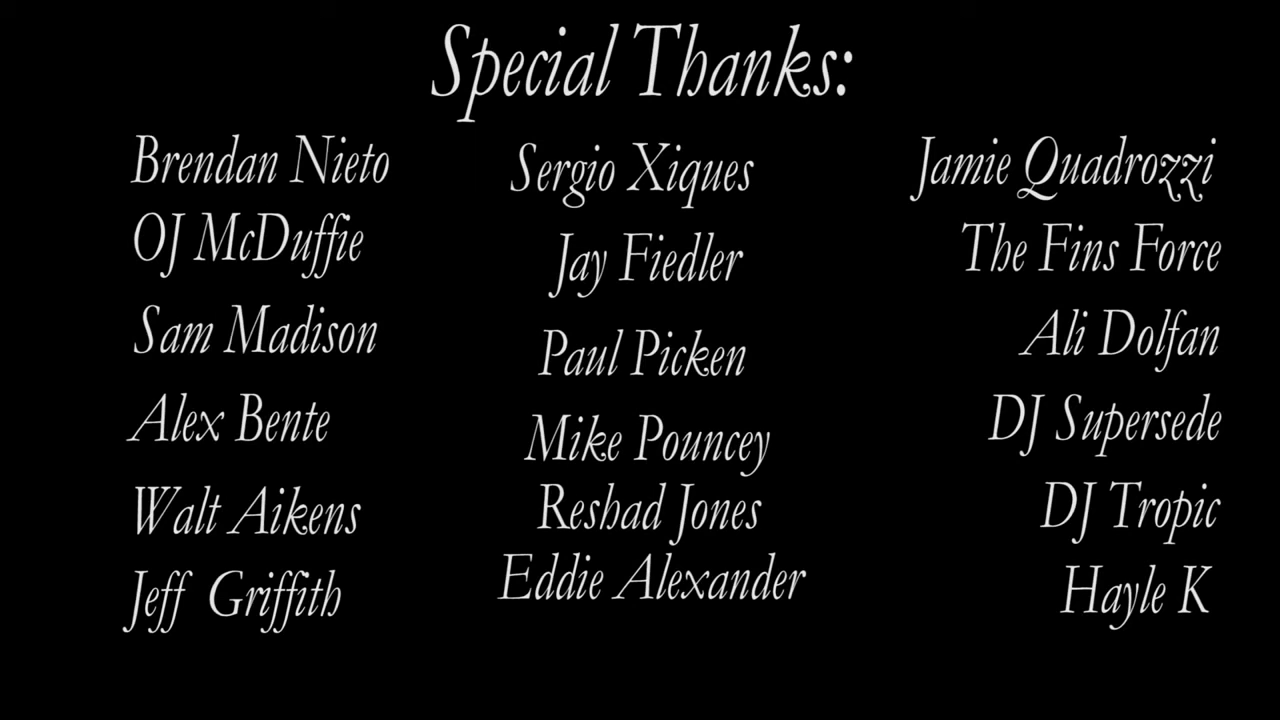 Special Thanks:
Brendan Nieto
OJ McDuffie
Sam Madison
Alex Bente
Walt Aikens
Jeff Griffith
Sergio Xiques
Jay Fiedler
Paul Picken
Mike Pouncey
Reshad Jones
Eddie Alexander
Jamie Quadrozzi
The Fins Force
Ali Dolfan
DJ Supersede
DJ Tropic
Hayle K